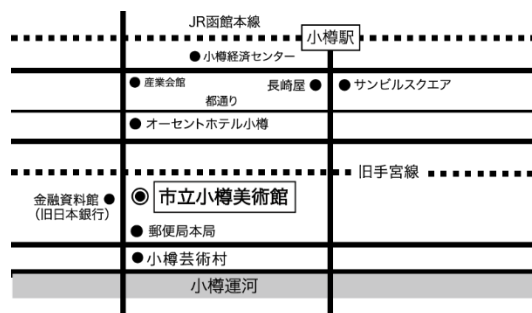 JR函館本線
小樽駅
小樽経済センター
産業会館
長崎屋
サンビルスクエア
都通り
オーセントホテル小樽
旧手宮線
金融資料館
(旧日本銀行)
市立小樽美術館
郵便局本局
小樽芸術村
小樽運河